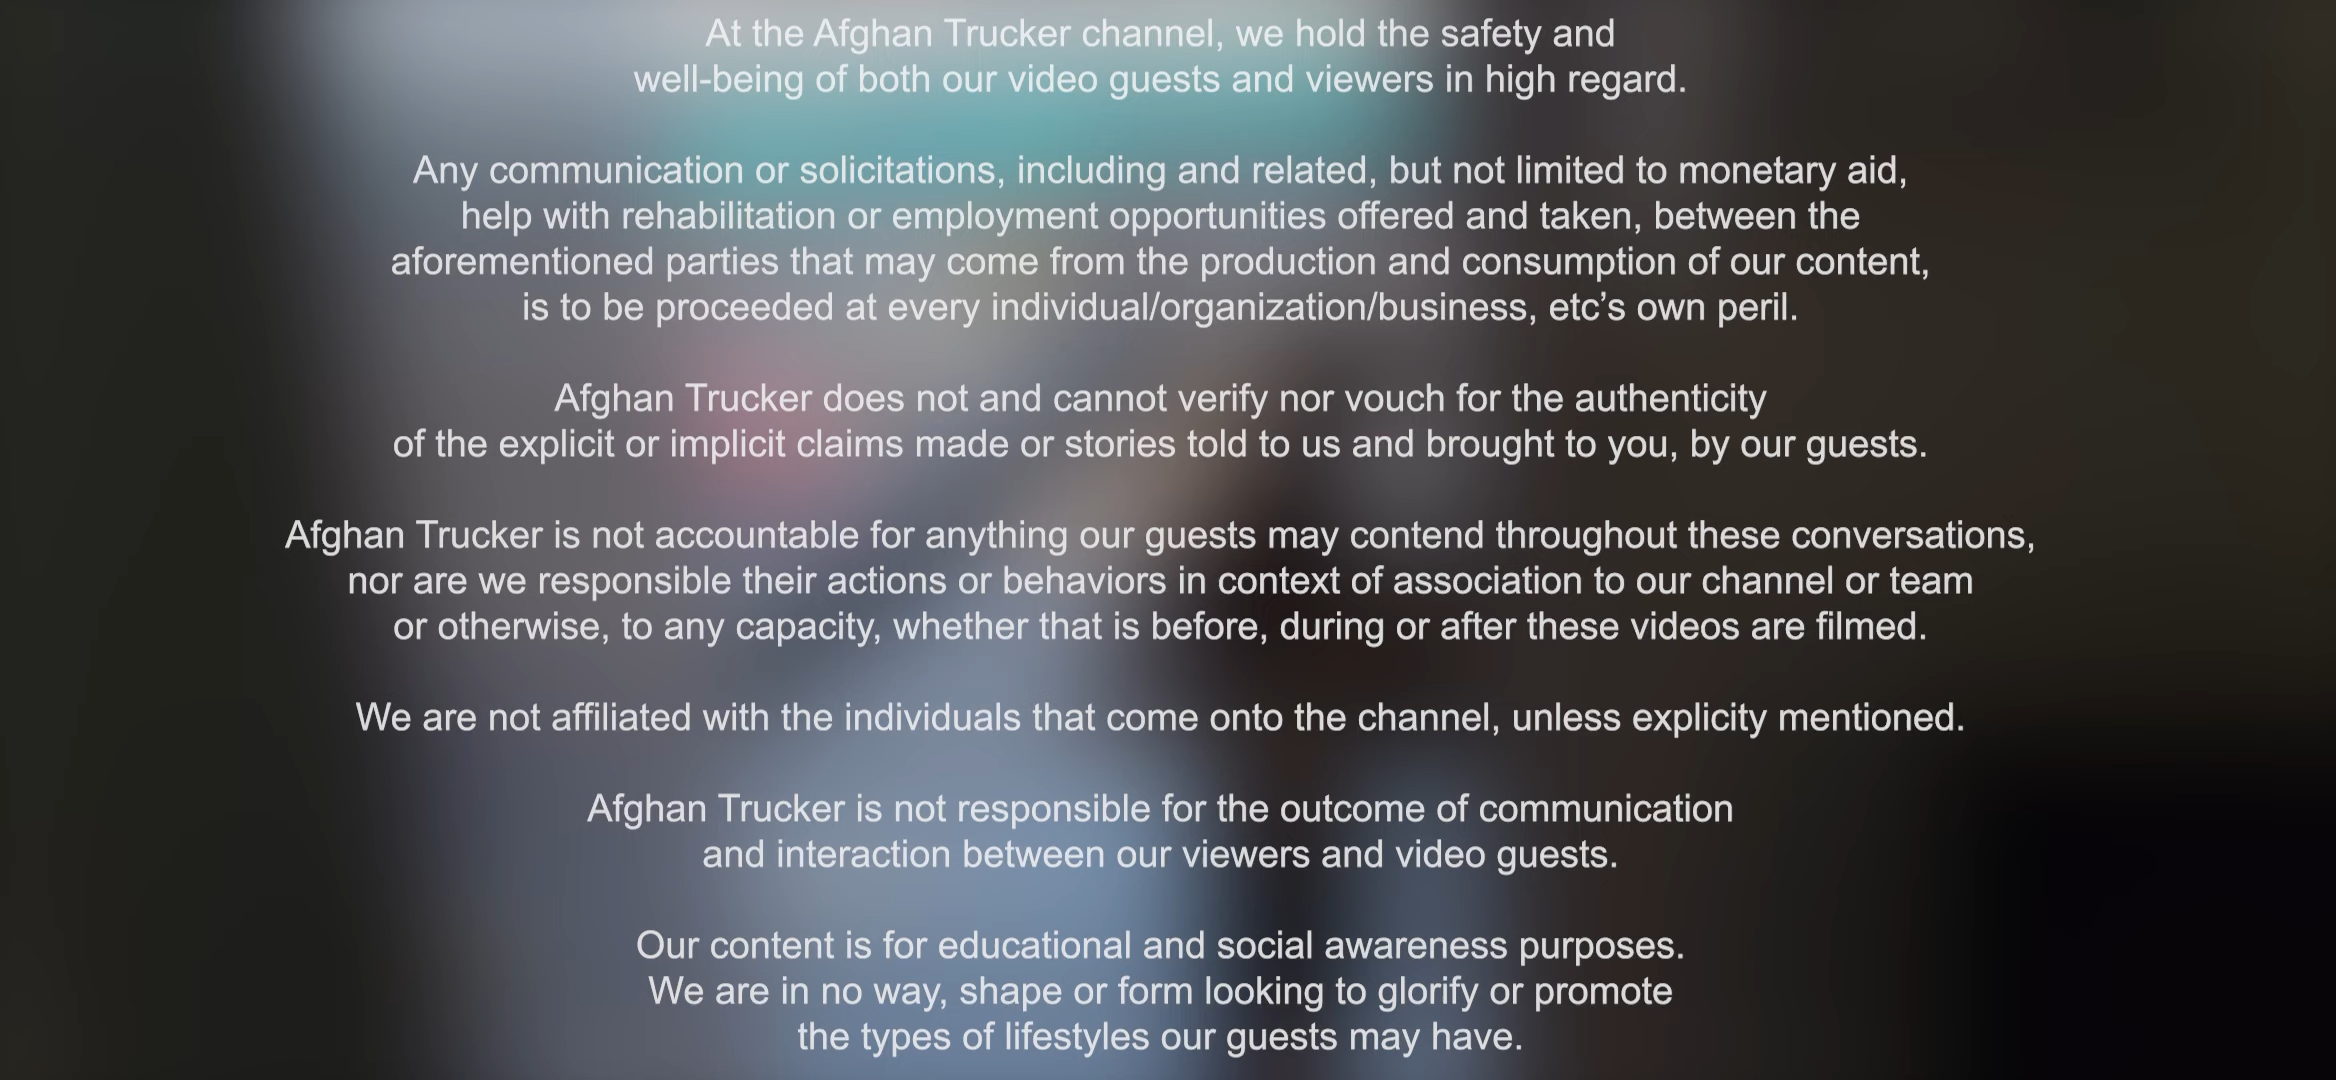 At the Afghan Trucker channel, we hold the safety and
well-being of both our video guests and viewers in high regard.
Any communication or solicitations, including and related, but not limited to monetary aid,
help with rehabilitation or employment opportunities offered and taken, between the
aforementioned parties that may come from the production and consumption of our content,
is to be proceeded at every individual/organization/business, etc’s own peril.
Afghan Trucker does not and cannot verify nor vouch for the authenticity
of the explicit or implicit claims made or stories told to us and brought to you, by our guests.
Afghan Trucker is not accountable for anything our guests may contend throughout these conversations,
nor are we responsible their actions or behaviors in context of association to our channel or team
or otherwise, to any capacity, whether that is before, during or after these videos are filmed.
We are not affiliated with the individuals that come onto the channel, unless explicity mentioned.
Afghan Trucker is not responsible for the outcome of communication
and interaction between our viewers and video guests.
Our content is for educational and social awareness purposes.
We are in no way, shape or form looking to glorify or promote
the types of lifestyles our guests may have.